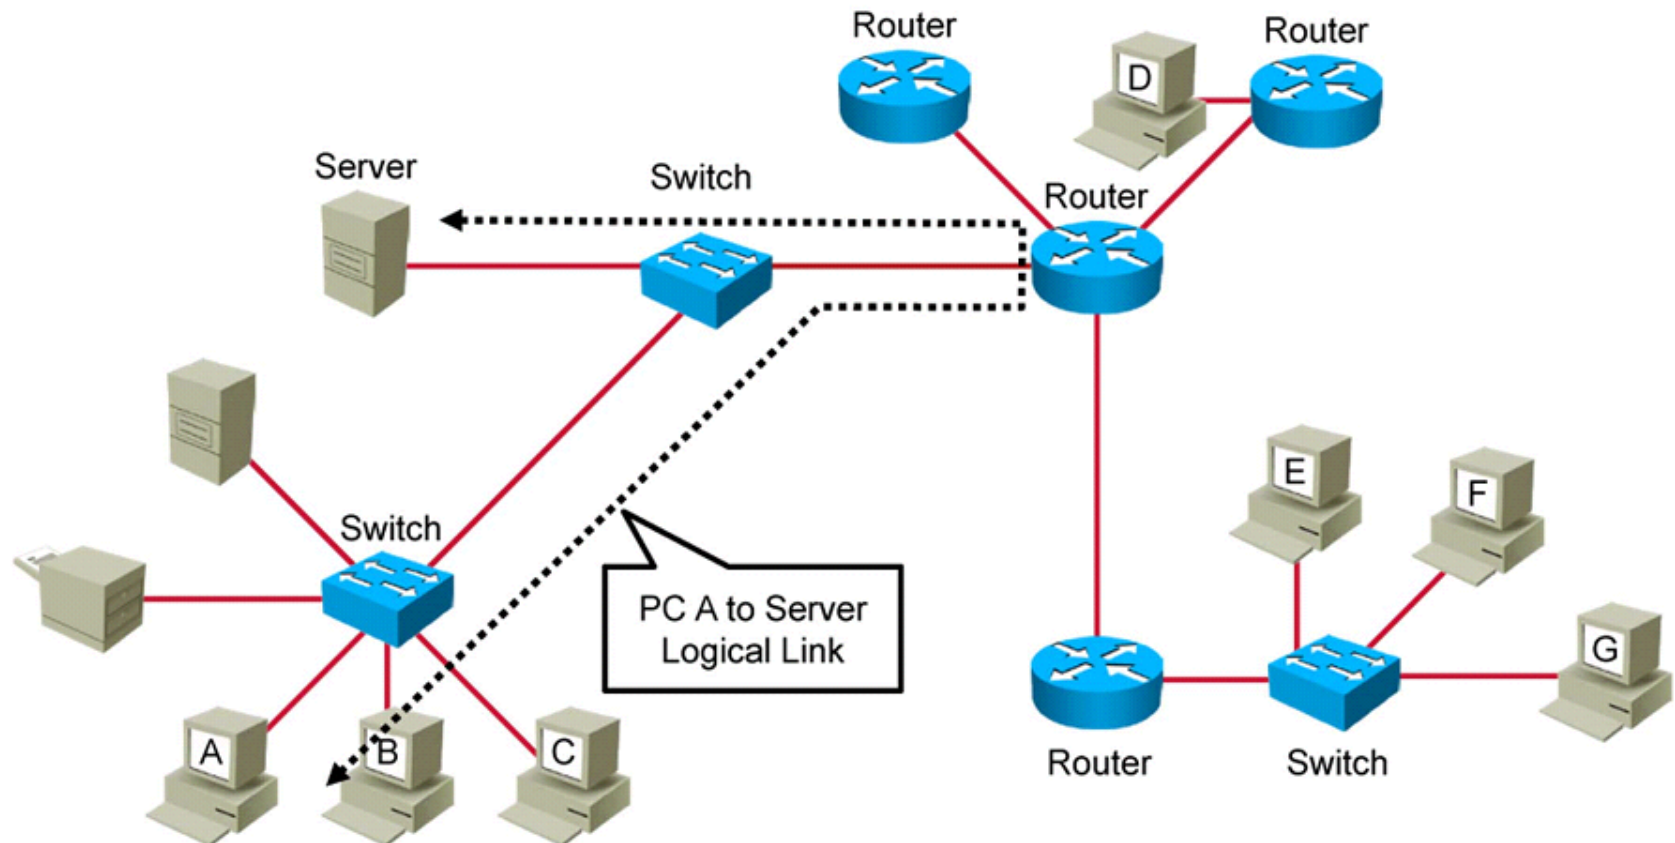 Router
Router
D
Server
Switch
Router
E
F
Switch
PC A to Server
Logical Link
G
A
B
C
Router
Switch